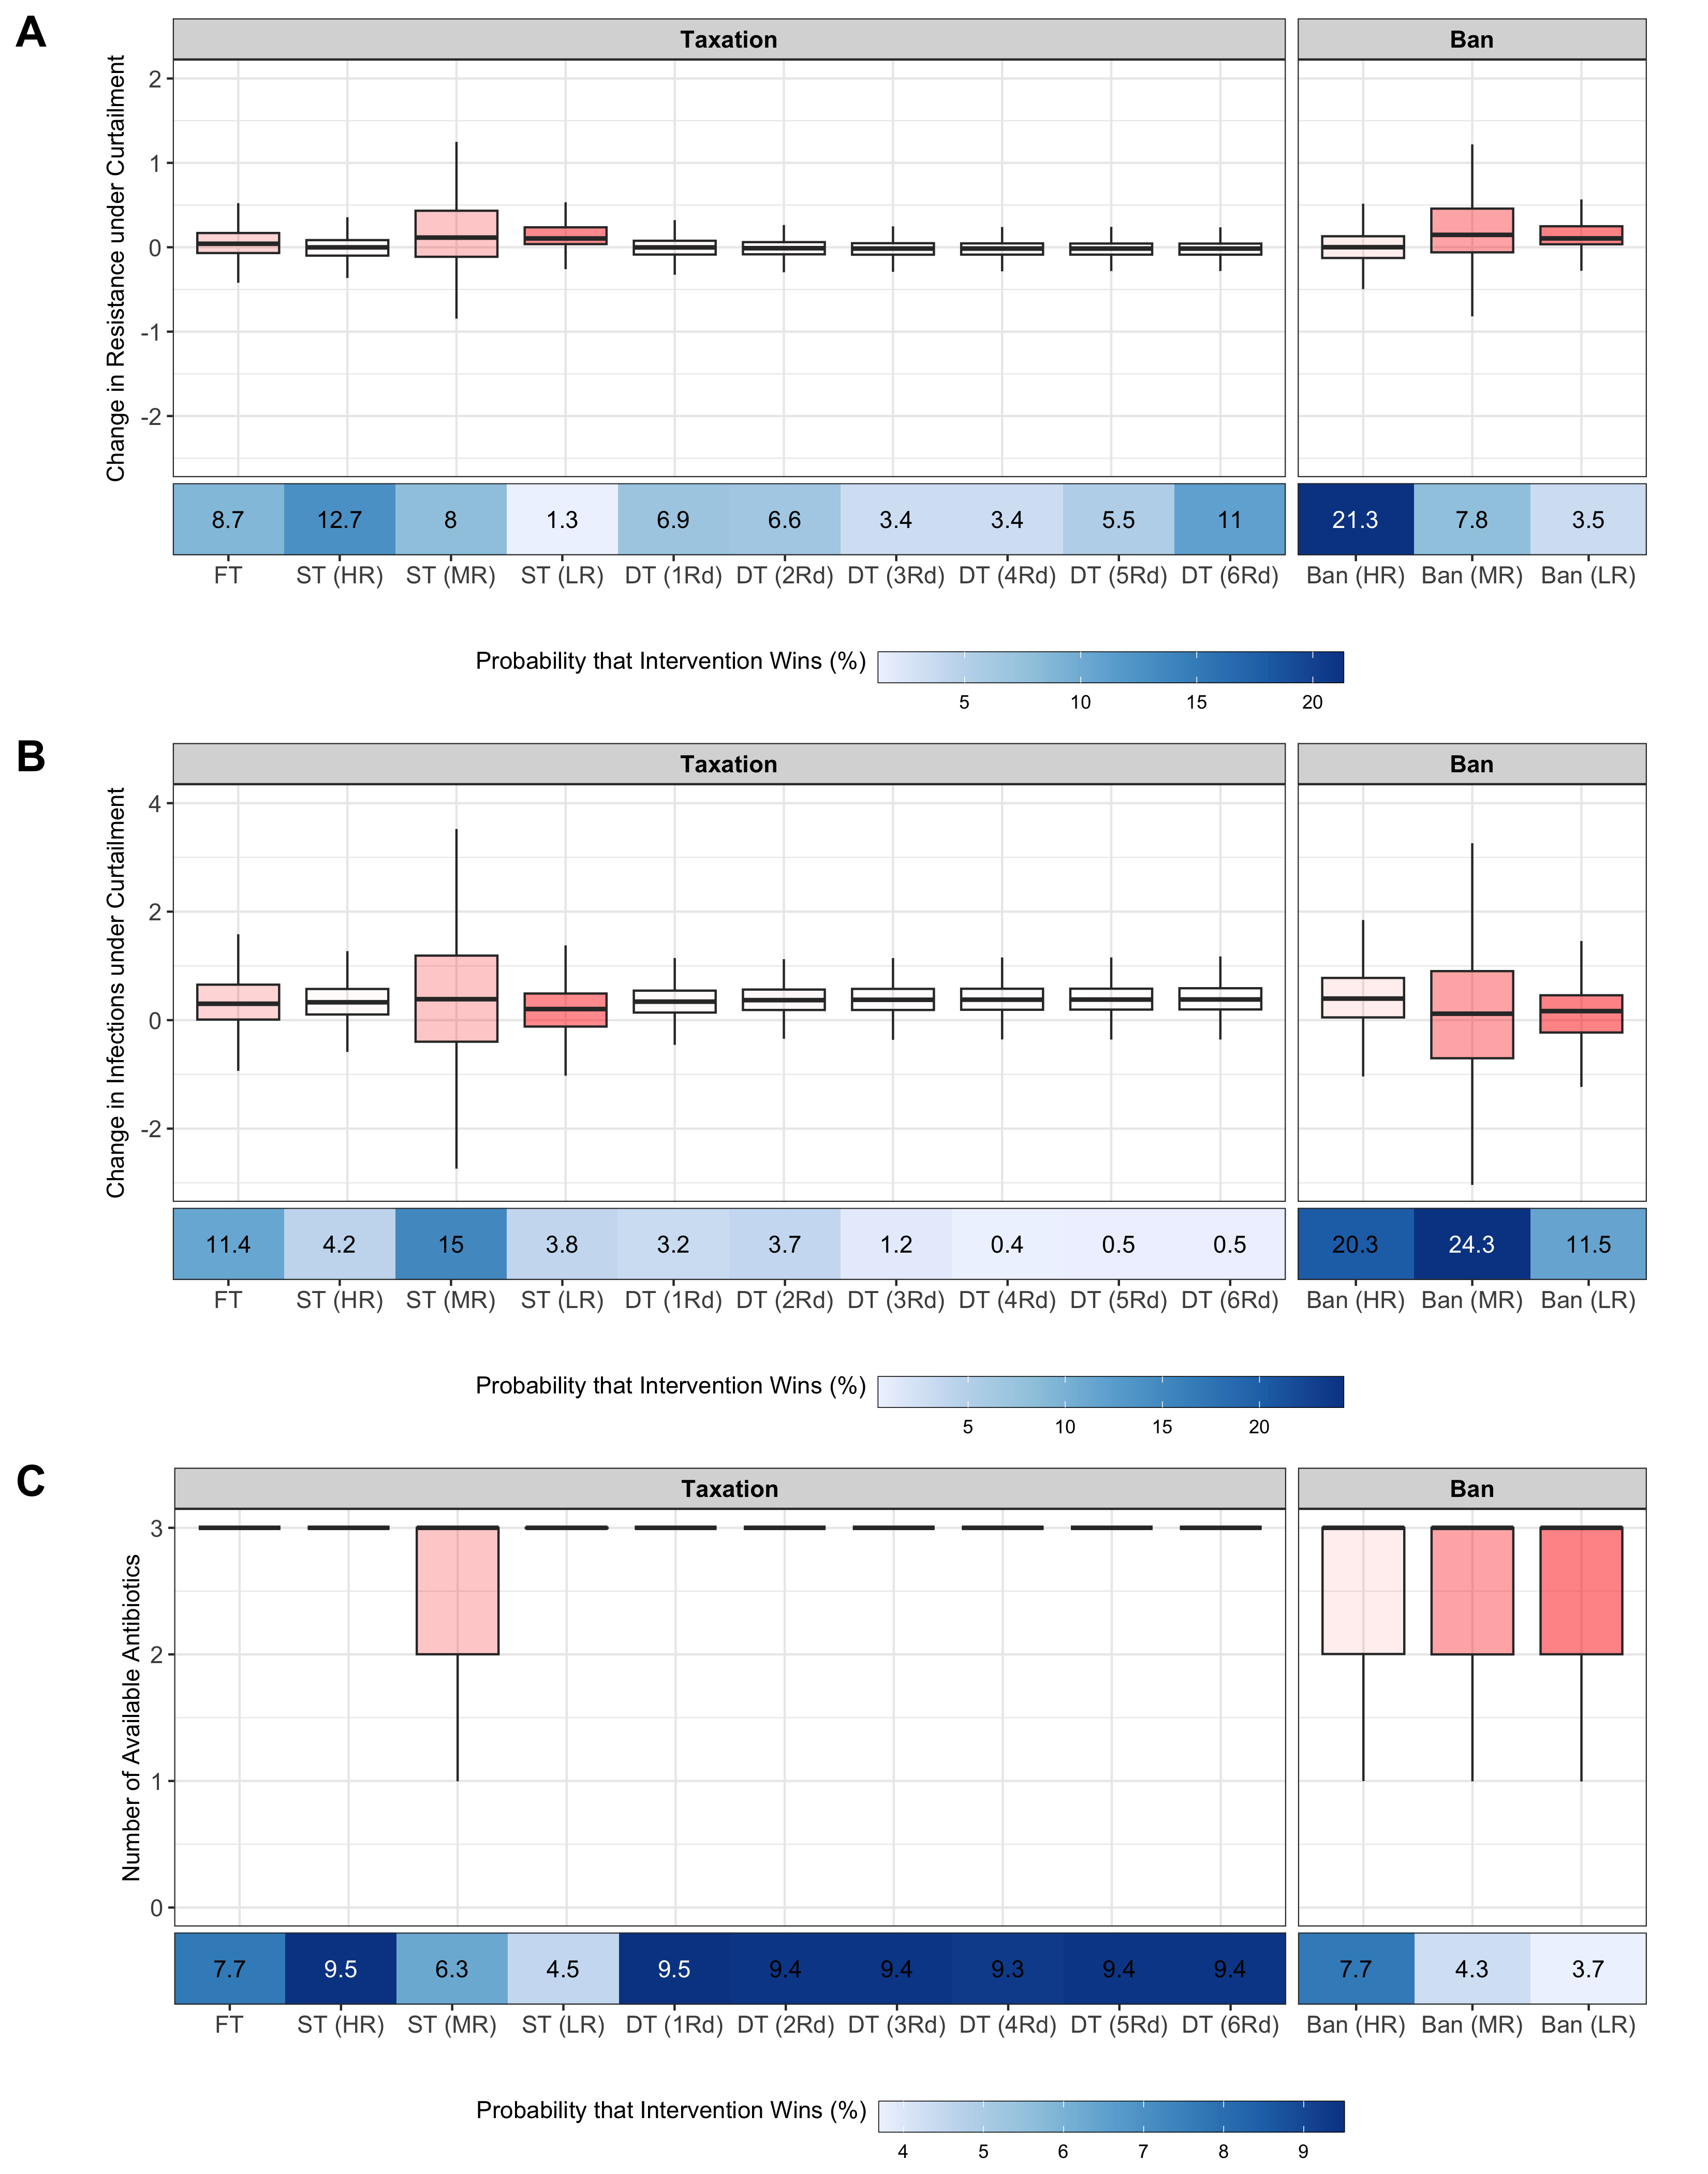 A
Taxation
Ban
Change in Resistance under Curtailment
2
1
0
-1
-2
8.7 12.7 8 1.3 6.9 6.6 3.4 3.4 5.5 11 21.3 7.8 3.5
FT ST (HR) ST (MR) ST (LR) DT (1Rd) DT (2Rd) DT (3Rd) DT (4Rd) DT (5Rd) DT (6Rd) Ban (HR) Ban (MR) Ban (LR)
Probability that Intervention Wins (%)
5 10 15 20
B
Taxation
Ban
Change in Infections under Curtailment
4
2
0
-2
11.4 4.2 15 3.8 3.2 3.7 1.2 0.4 0.5 0.5 20.3 24.3 11.5
FT ST (HR) ST (MR) ST (LR) DT (1Rd) DT (2Rd) DT (3Rd) DT (4Rd) DT (5Rd) DT (6Rd) Ban (HR) Ban (MR) Ban (LR)
Probability that Intervention Wins (%)
5 10 15 20
C
Taxation
Ban
Number of Available Antibiotics
3
2
1
0
7.7 9.5 6.3 4.5 9.5 9.4 9.4 9.3 9.4 9.4 7.7 4.3 3.7
FT ST (HR) ST (MR) ST (LR) DT (1Rd) DT (2Rd) DT (3Rd) DT (4Rd) DT (5Rd) DT (6Rd) Ban (HR) Ban (MR) Ban (LR)
Probability that Intervention Wins (%)
4 5 6 7 8 9